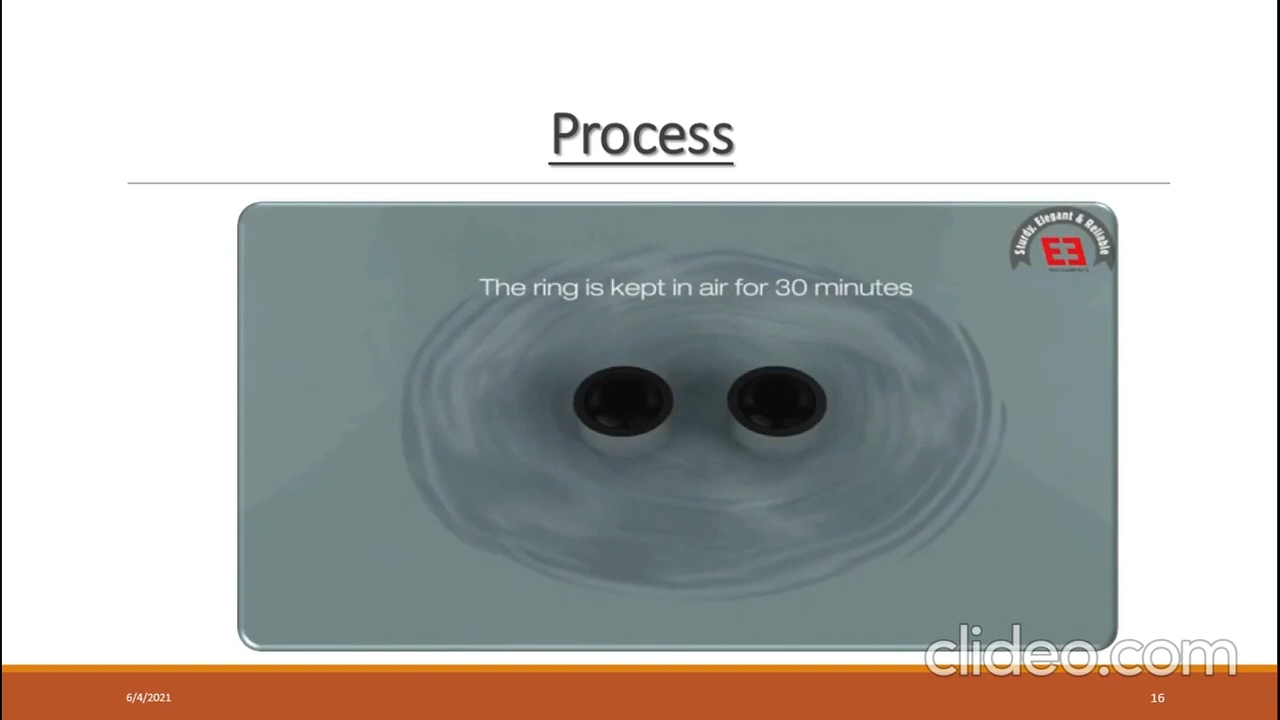 Process
Sturdy, Elegant & Reliable
EE
The ring is kept in air for 30 minutes
clideo.com
6/4/2021
16